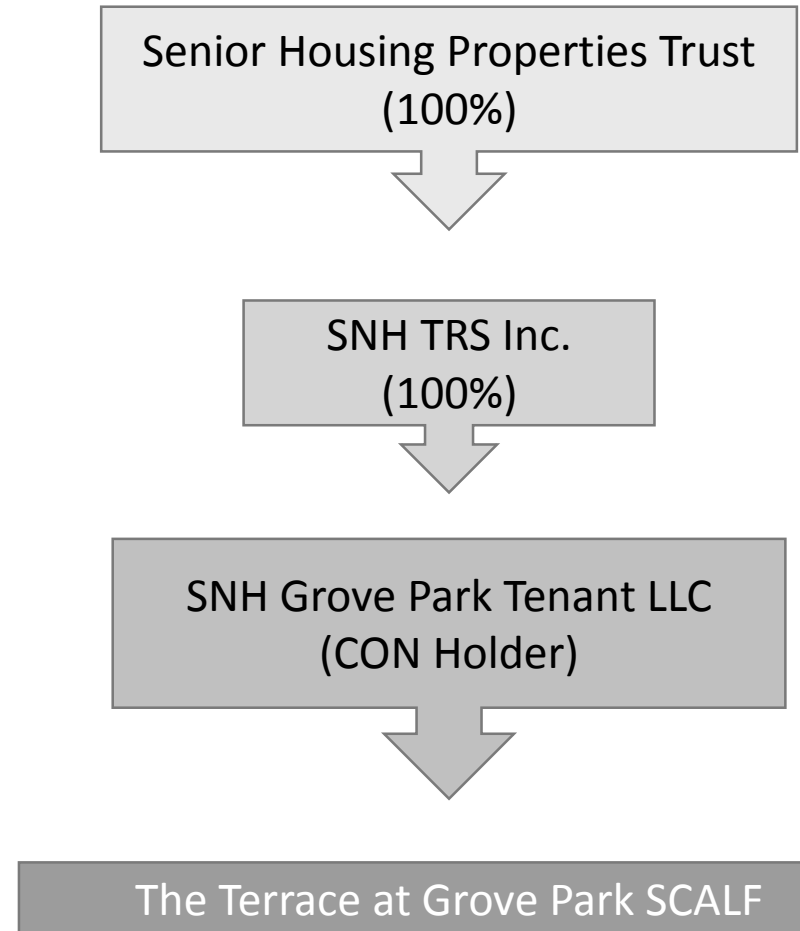 Senior Housing Properties Trust
(100%)
SNH TRS Inc.
(100%)
SNH Grove Park Tenant LLC
(CON Holder)
The Terrace at Grove Park SCALF